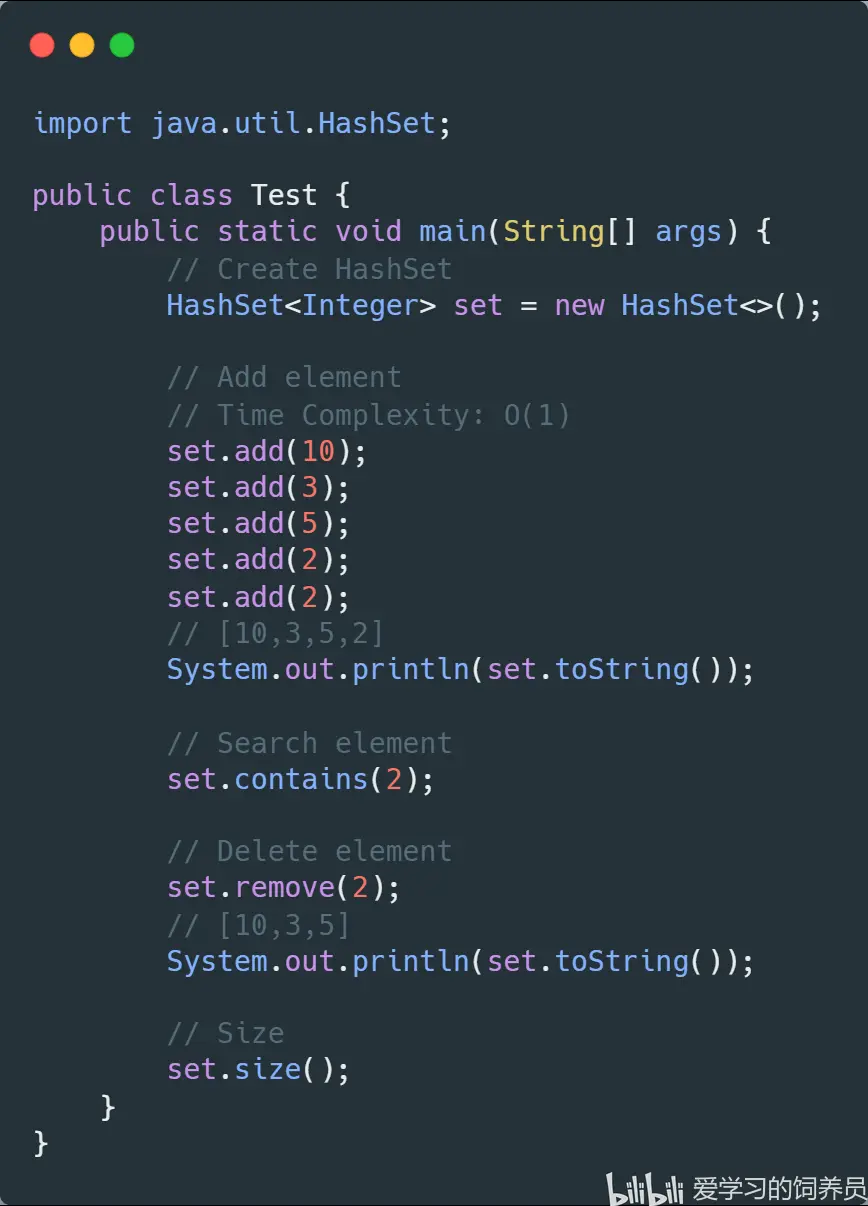 import java.util.HashSet;
public class Test {
public static void main(String[] args) {
// Create HashSet
HashSet<Integer> set = new HashSet<>();
// Add element
// Time Complexity: O(1)
set.add(10);
set.add(3);
set.add(5);
set.add(2);
set.add(2);
// [10,3,5,2]
System.out.println(set.toString());
// Search element
set.contains(2);
// Delete element
set.remove(2);
// [10,3,5]
System.out.println(set.toString());
// Size
set.size();
}
}
bilibili 爱学习的饲养员